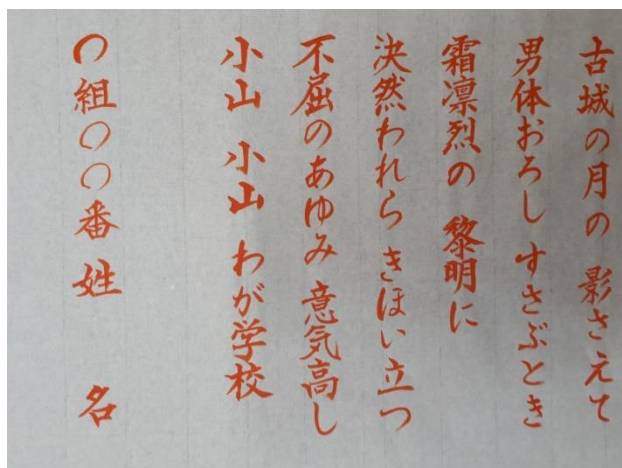 古城の月の 影さえて
男体おろし すさぶとき
霜凛烈の 黎明に
決然われら きほい立つ
不屈のあゆみ 意気高し
小山 小山 わが学校
〇組〇〇番 姓 名